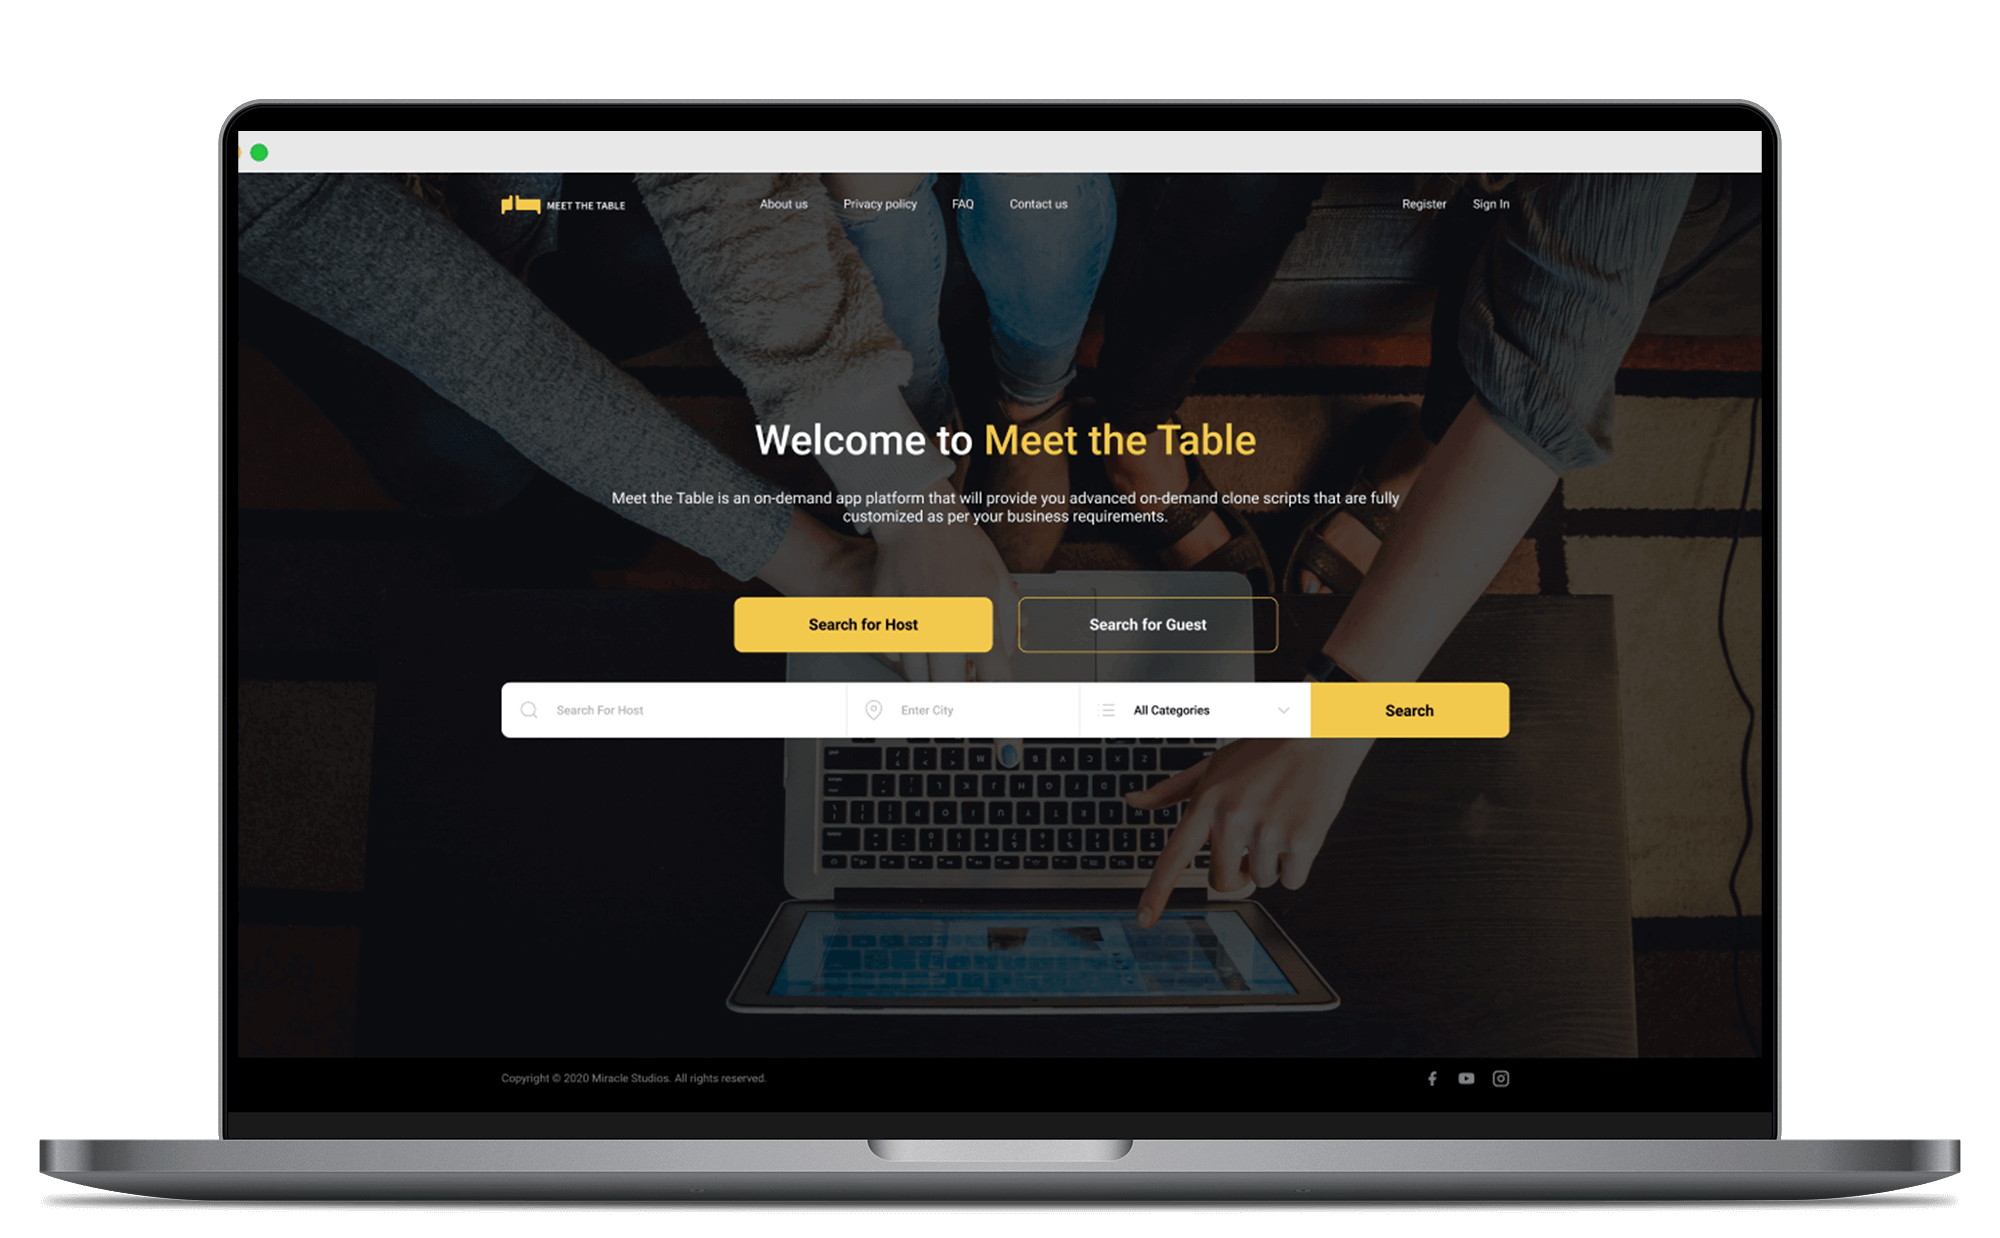 MEET THE TABLE
About us
Privacy policy
FAQ
Contact us
Register
Sign In
Welcome to Meet the Table
Meet the Table is an on-demand app platform that will provide you advanced on-demand clone scripts that are fully
customized as per your business requirements.
Search for Host
Search for Guest
Search For Host
Enter City
All Categories
Search
Copyright © 2020 Miracle Studios. All rights reserved.